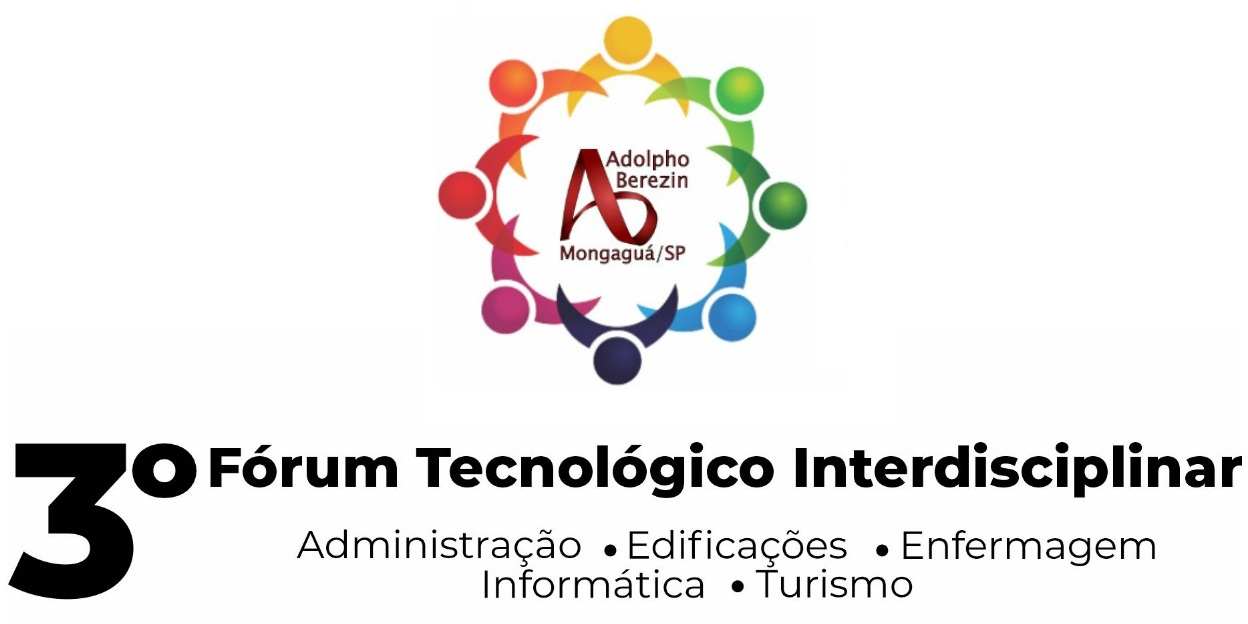 Adolpho
Berezin
Mongaguá/SP
3º Fórum Tecnológico Interdisciplinar
Administração • Edificações • Enfermagem
Informática • Turismo